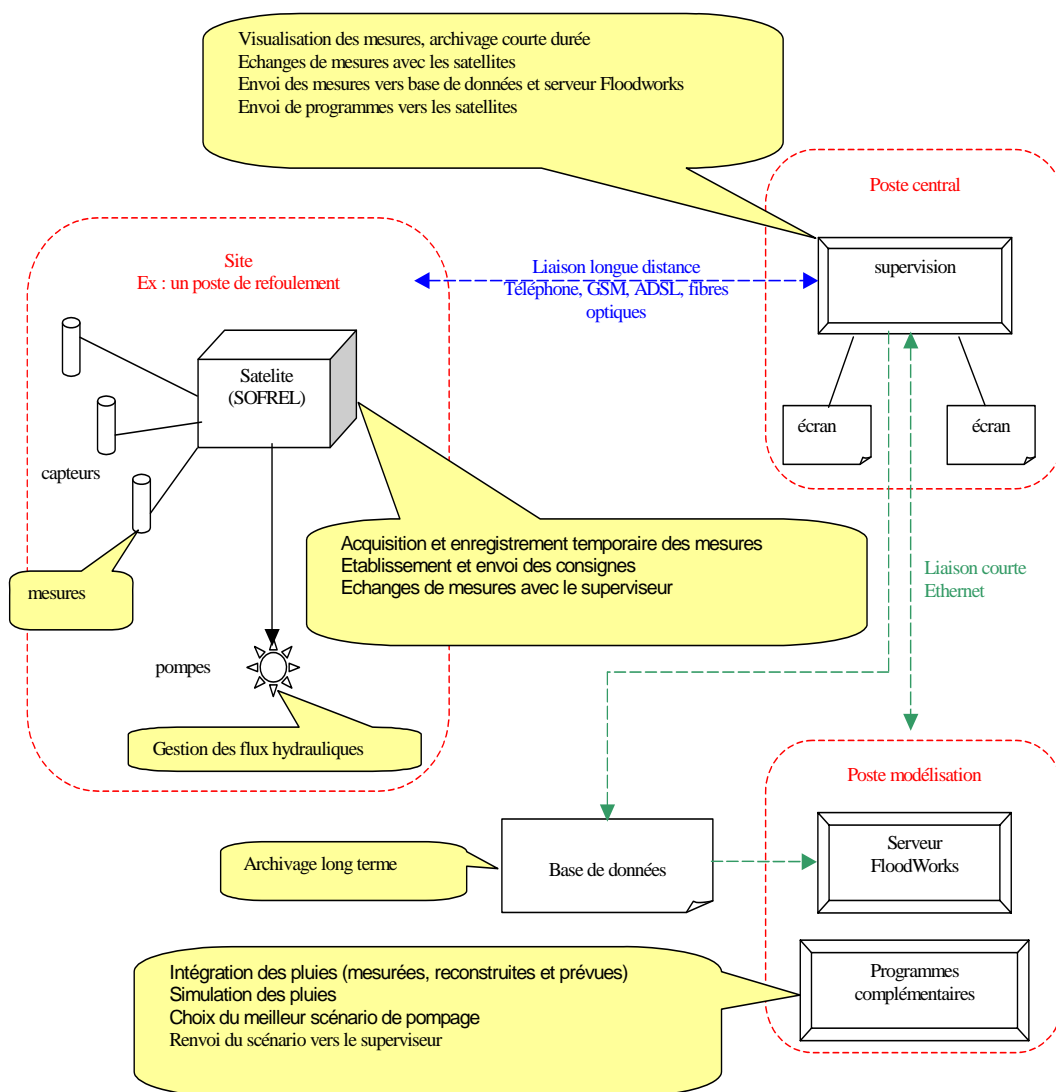 Visualisation des mesures, archivage courte durée
Echanges de mesures avec les satellites
Envoi des mesures vers base de données et serveur Floodworks
Envoi de programmes vers les satellites
Poste central
supervision
écran
écran
Liaison longue distance
Téléphone, GSM, ADSL, fibres
optiques
Site
Ex : un poste de refoulement
Satelite
(SOFREL)
capteurs
mesures
Acquisition et enregistrement temporaire des mesures
Etablissement et envoi des consignes
Echanges de mesures avec le superviseur
Liaison courte
Ethernet
pompes
Gestion des flux hydrauliques
Poste modélisation
Serveur
FloodWorks
Archivage long terme
Base de données
Programmes
complémentaires
Intégration des pluies (mesurées, reconstruites et prévues)
Simulation des pluies
Choix du meilleur scénario de pompage
Renvoi du scénario vers le superviseur